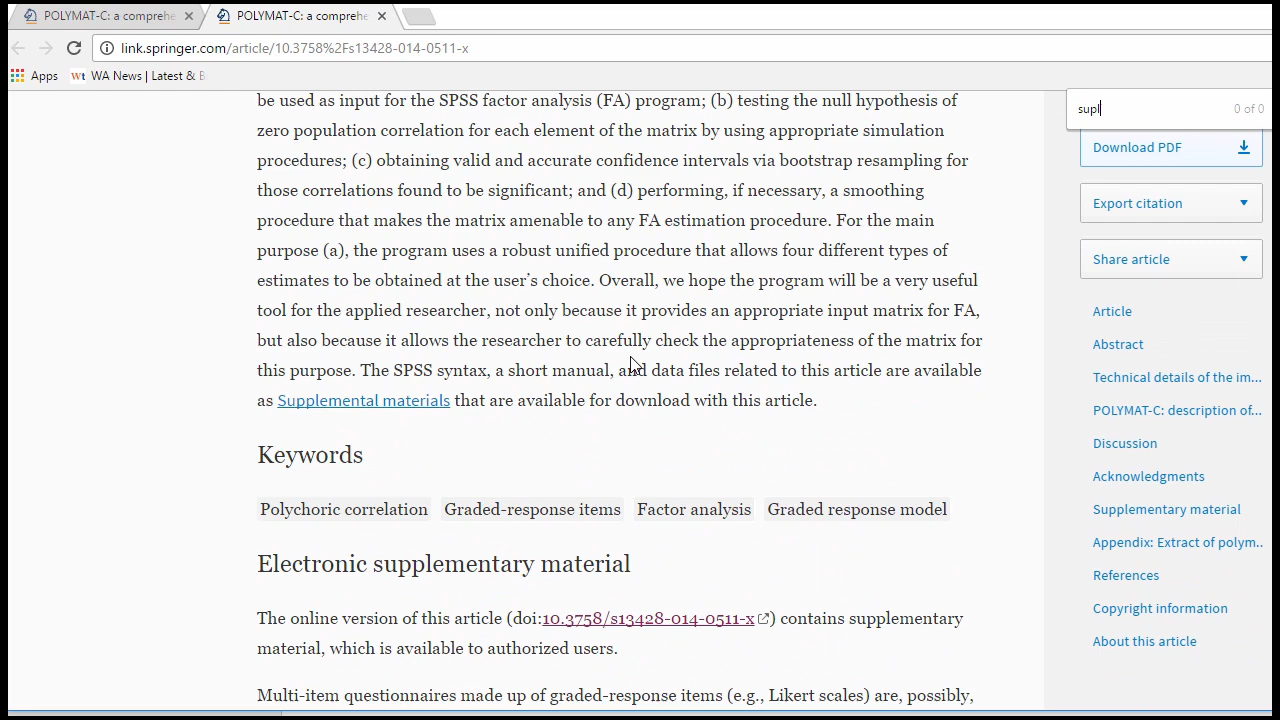 POLYMAT-C: a comprehe
POLYMAT-C: a comprehe
link.springer.com/article/10.3758%2Fs13428-014-0511-x
Apps
Wt WA News | Latest & B
supl
0 of 0
be used as input for the SPSS factor analysis (FA) program; (b) testing the null hypothesis of
zero population correlation for each element of the matrix by using appropriate simulation
procedures; (c) obtaining valid and accurate confidence intervals via bootstrap resampling for
those correlations found to be significant; and (d) performing, if necessary, a smoothing
procedure that makes the matrix amenable to any FA estimation procedure. For the main
purpose (a), the program uses a robust unified procedure that allows four different types of
estimates to be obtained at the user’s choice. Overall, we hope the program will be a very useful
tool for the applied researcher, not only because it provides an appropriate input matrix for FA,
but also because it allows the researcher to carefully check the appropriateness of the matrix for
this purpose. The SPSS syntax, a short manual, and data files related to this article are available
as Supplemental materials that are available for download with this article.
Keywords
Polychoric correlation Graded-response items Factor analysis Graded response model
Electronic supplementary material
The online version of this article (doi:10.3758/s13428-014-0511-x) contains supplementary
material, which is available to authorized users.
Multi-item questionnaires made up of graded-response items (e.g., Likert scales) are, possibly,
Download PDF
Export citation
Share article
Article
Abstract
Technical details of the im...
POLYMAT-C: description of...
Discussion
Acknowledgments
Supplementary material
Appendix: Extract of polym..
References
Copyright information
About this article